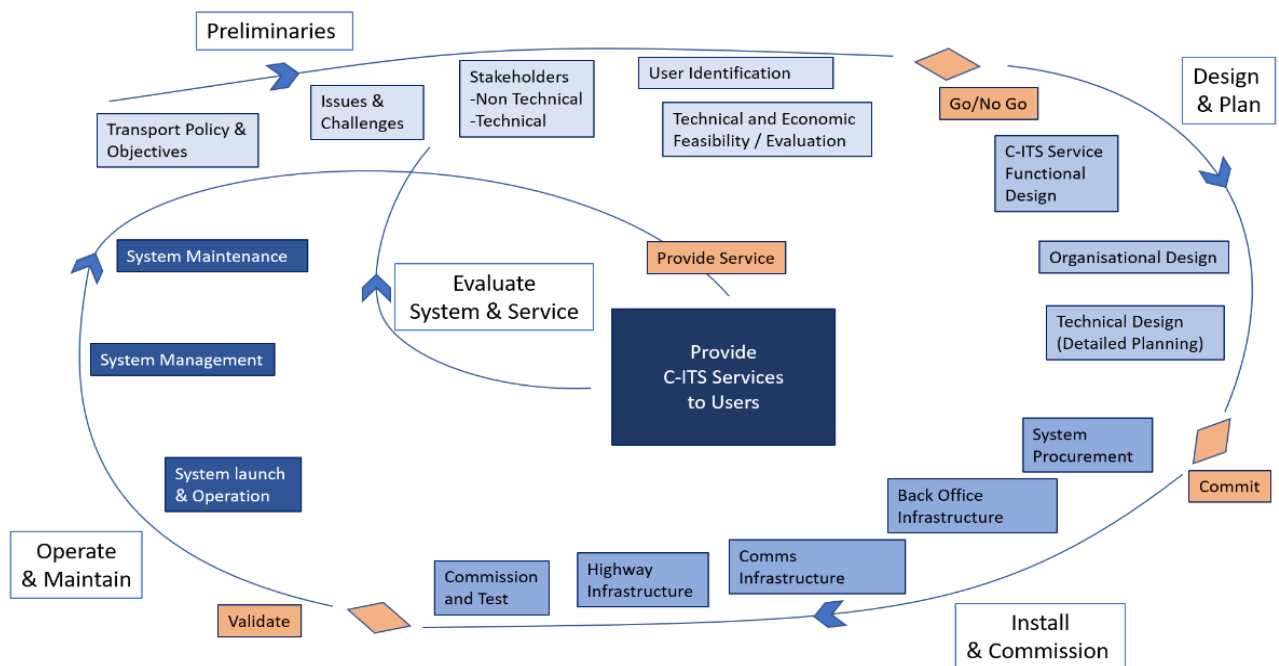 Preliminaries
Transport Policy &
Objectives
Issues &
Challenges
Stakeholders
-Non Technical
-Technical
User Identification
Technical and Economic
Feasibility / Evaluation
Go/No Go
Design
& Plan
C-ITS Service
Functional
Design
Organisational Design
Technical Design
(Detailed Planning)
Commit
System
Procurement
Back Office
Infrastructure
Comms
Infrastructure
Highway
Infrastructure
Commission
and Test
Install
& Commission
Validate
Operate
& Maintain
System launch
& Operation
System Management
System Maintenance
Provide Service
Provide
C-ITS Services
to Users
Evaluate
System & Service